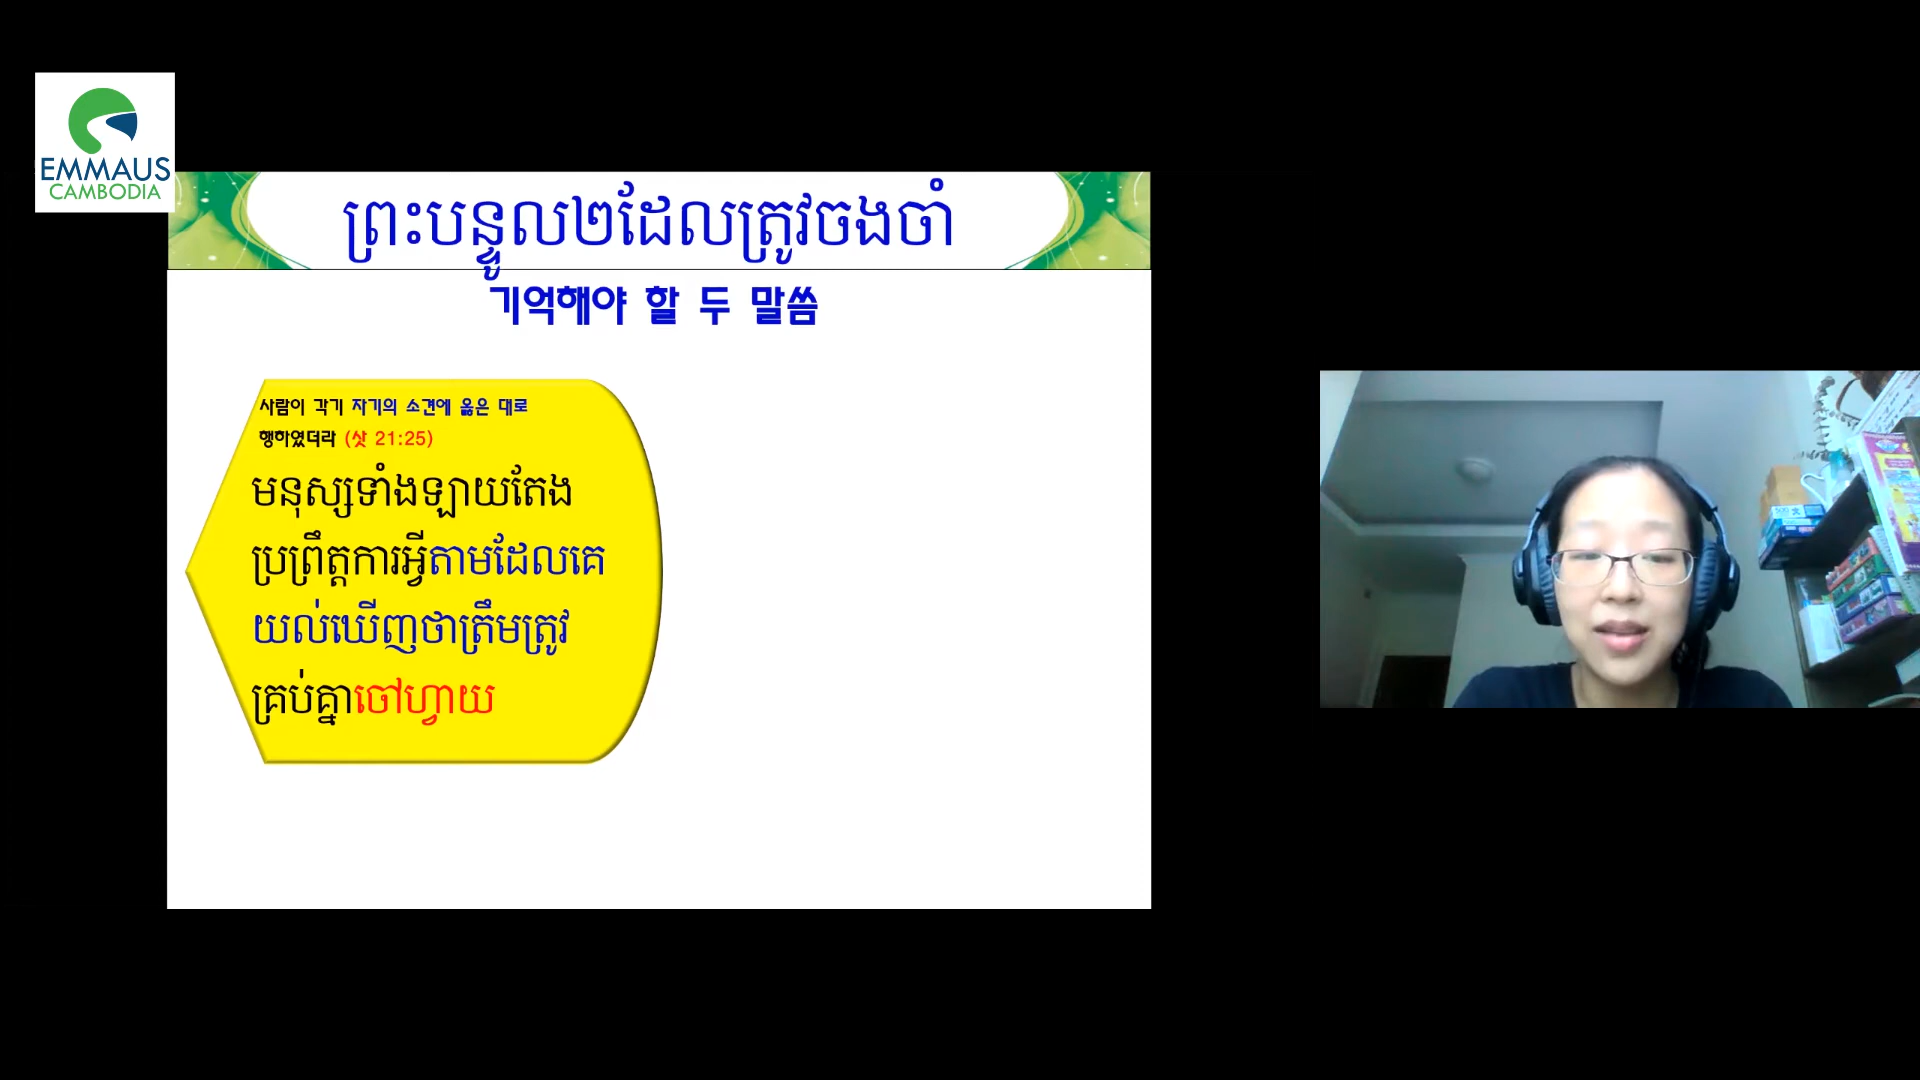 EMMAUS
CAMBODIA
ព្រះបន្ទូល២ដែលត្រូវចងចាំ
기억해야 할 두 말씀
사람이 각기 자기의 소견에 옳은 대로
행하였더라 (삿 21:25)
មនុស្សទាំងឡាយតែង
ប្រព្រឹត្តការអ្វីតាមដែលគេ
យល់ឃើញថាត្រឹមត្រូវ
គ្រប់គ្នាចៅហ្វាយ